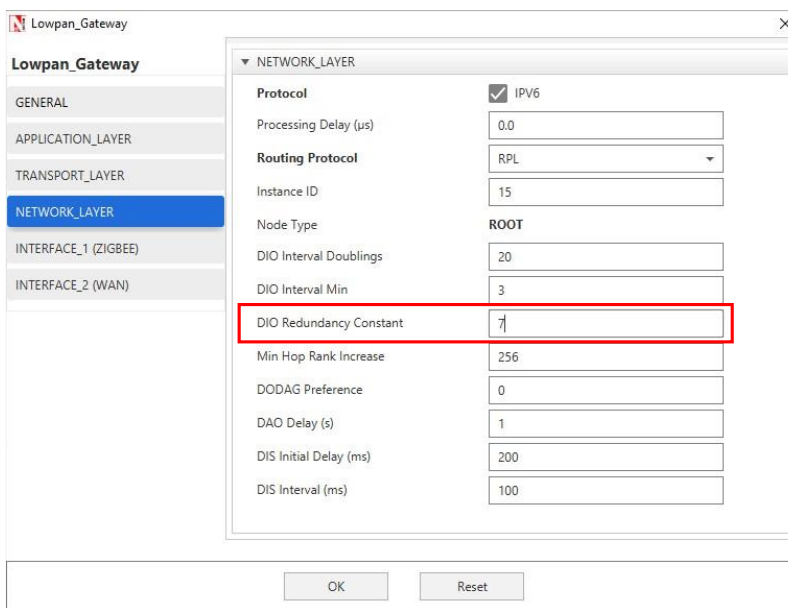 Lowpan_Gateway
Lowpan_Gateway
GENERAL
APPLICATION_LAYER
TRANSPORT_LAYER
NETWORK_LAYER
INTERFACE_1 (ZIGBEE)
INTERFACE_2 (WAN)
NETWORK_LAYER
Protocol IPV6
Processing Delay (µs) 0.0
Routing Protocol RPL
Instance ID 15
Node Type ROOT
DIO Interval Doublings 20
DIO Interval Min 3
DIO Redundancy Constant 7
Min Hop Rank Increase 256
DODAG Preference 0
DAO Delay (s) 1
DIS Initial Delay (ms) 200
DIS Interval (ms) 100
OK Reset